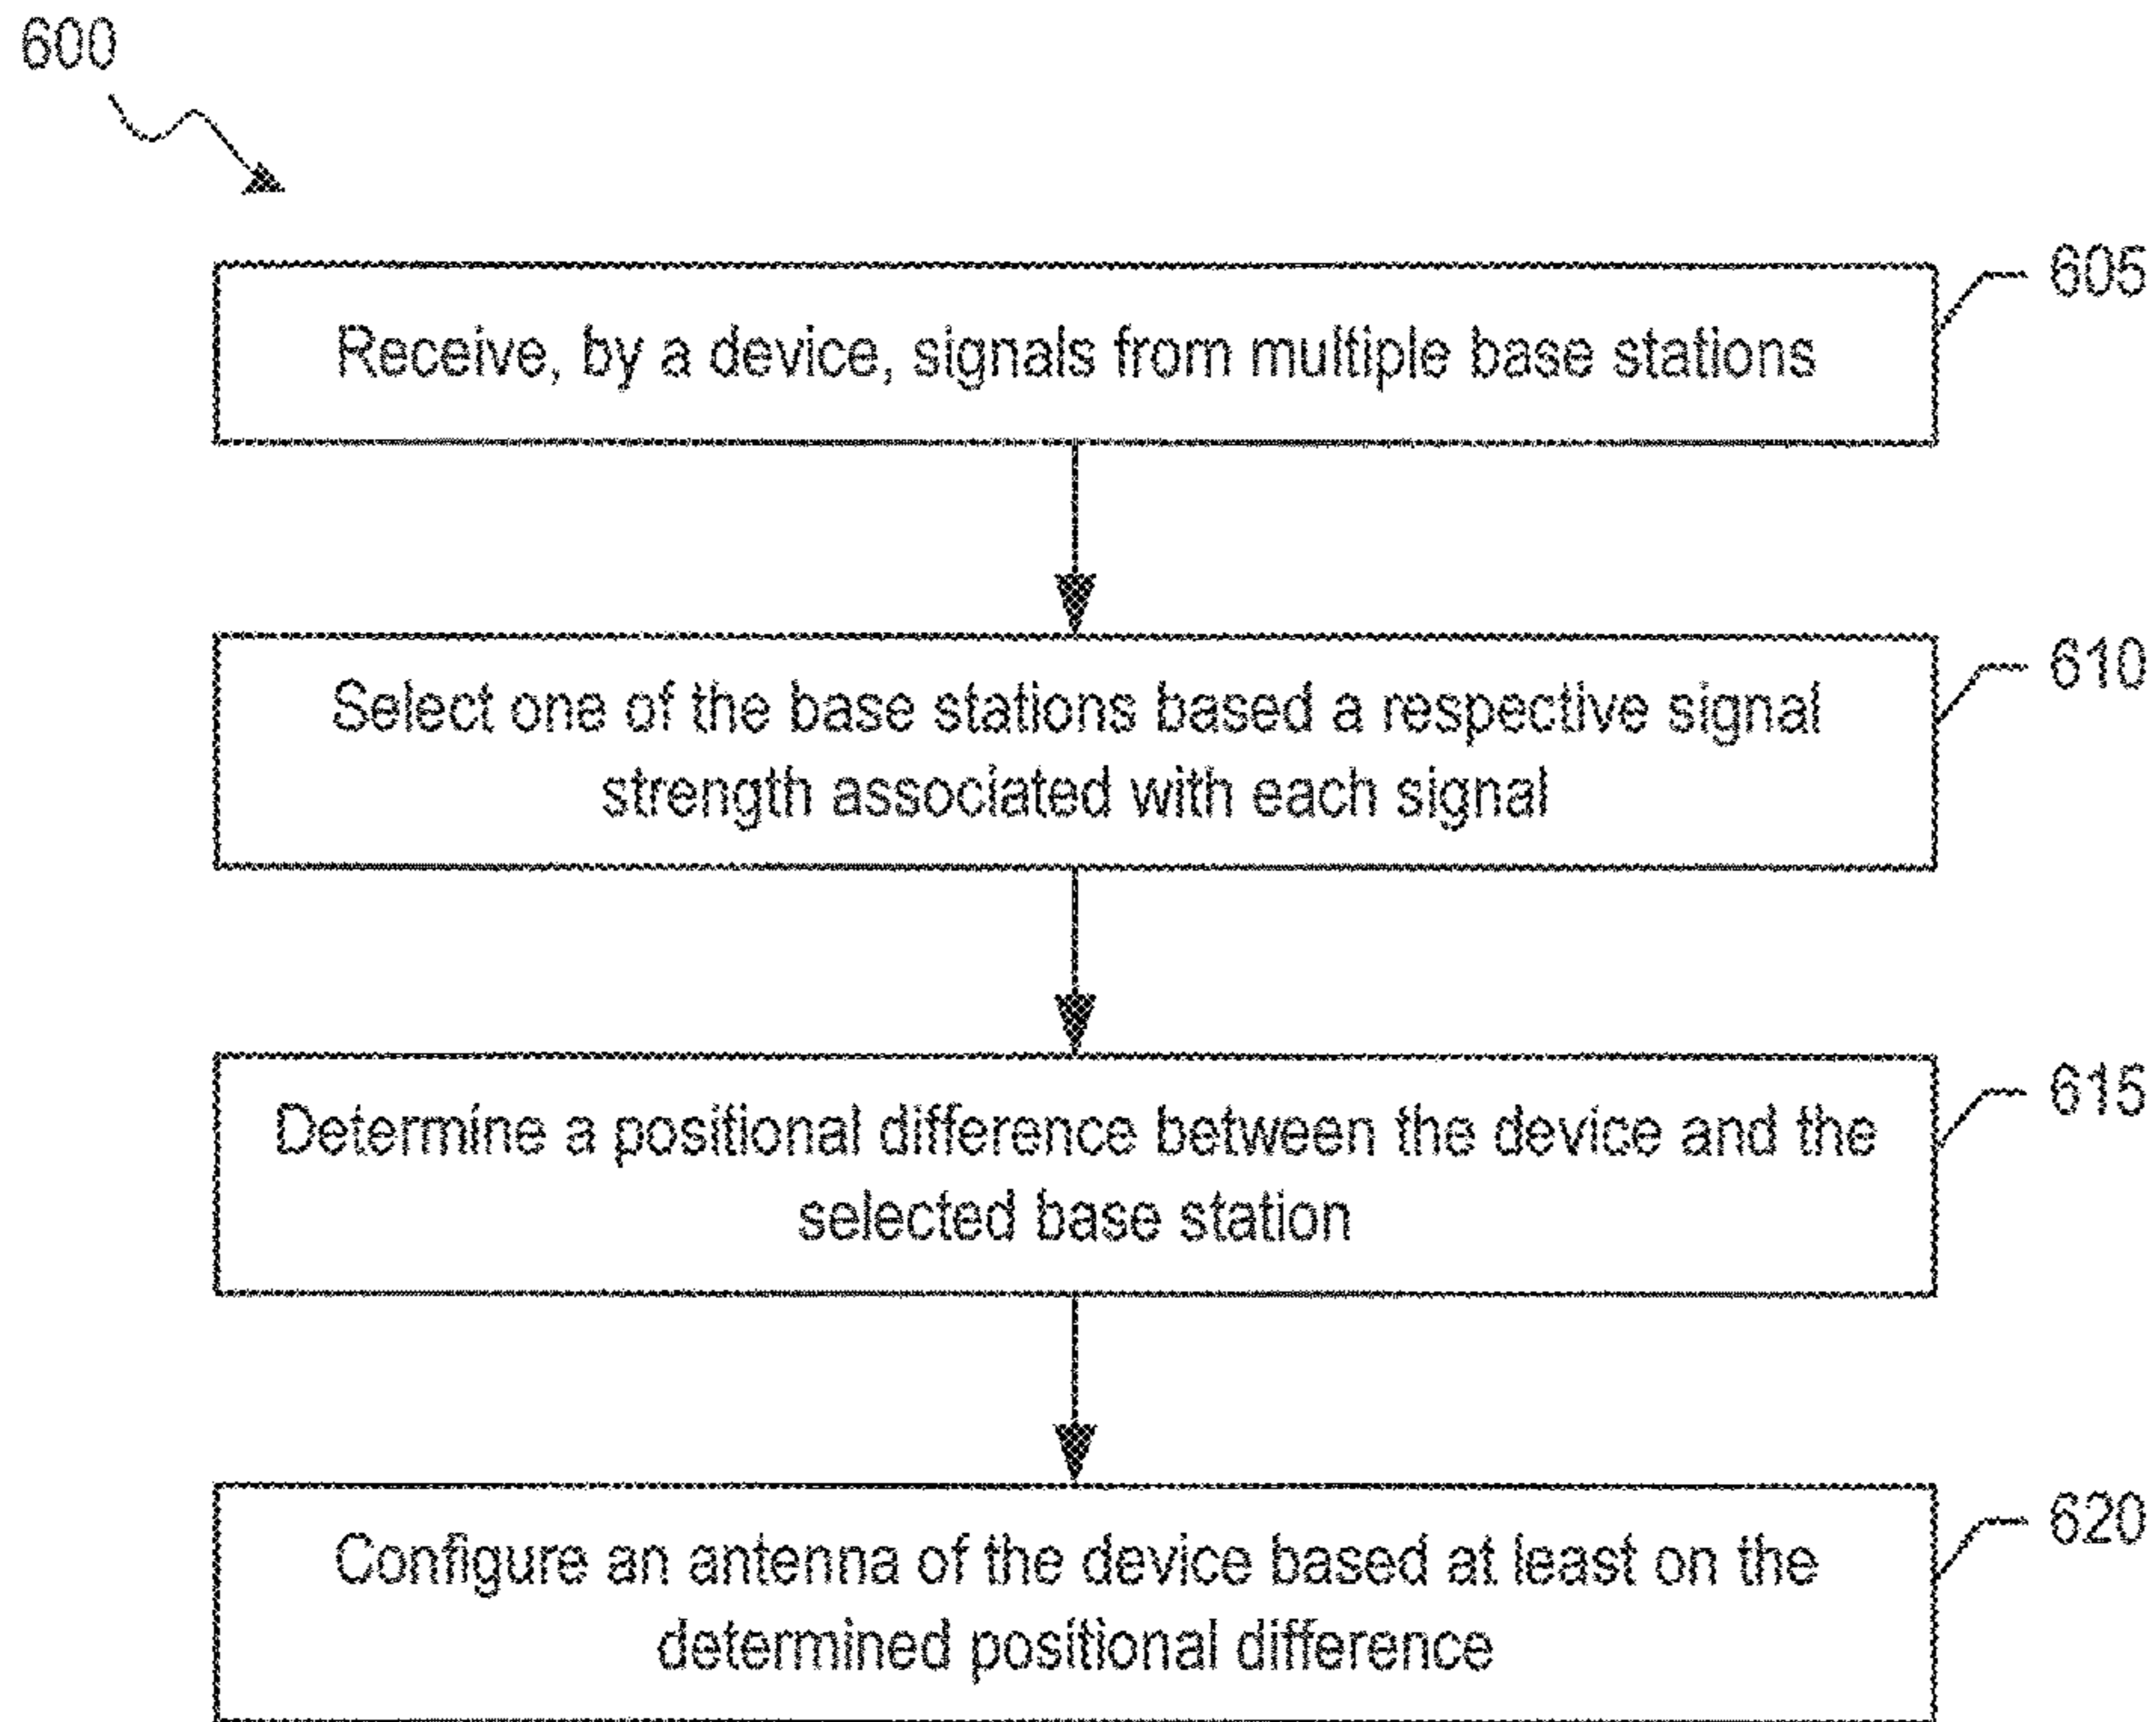 600
605
Receive, by a device, signals from multiple base stations
610
Select one of the base stations based a respective signal
strength associated with each signal
615
Determine a positional difference between the device and the
selected base station
620
Configure an antenna of the device based at least on the
determined positional difference